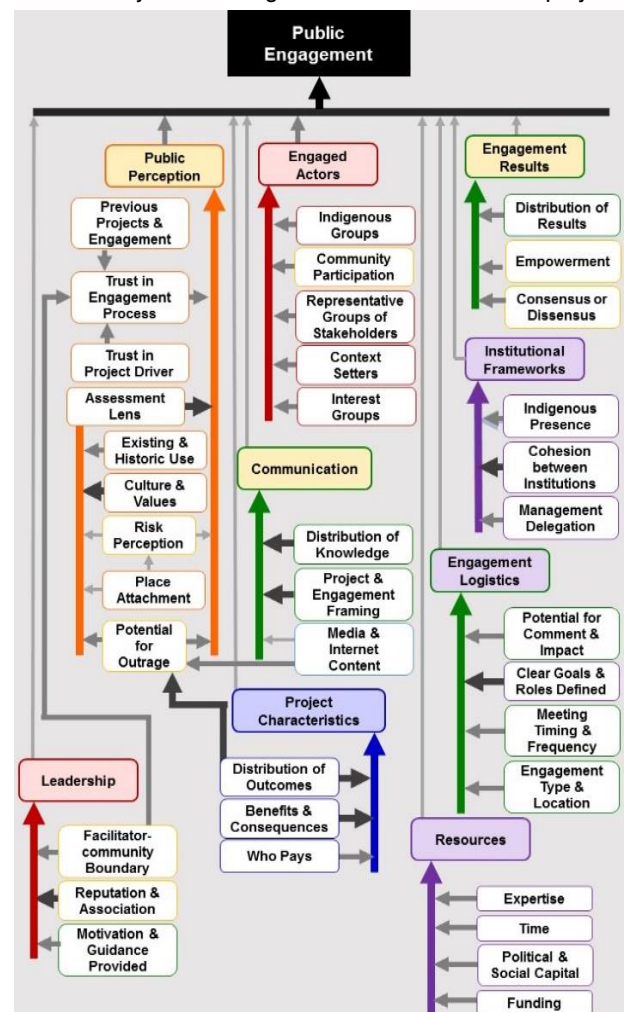 Public
Engagement
Public
Perception
Previous
Projects &
Engagement
Trust in
Engagement
Process
Trust in
Project Driver
Assessment
Lens
Existing &
Historic Use
Culture &
Values
Risk
Perception
Place
Attachment
Potential
for
Outrage
Engaged
Actors
Indigenous
Groups
Community
Participation
Representative
Groups of
Stakeholders
Context
Setters
Interest
Groups
Engagement
Results
Distribution of
Results
Empowerment
Consensus or
Dissensus
Institutional
Frameworks
Indigenous
Presence
Cohesion
between
Institutions
Management
Delegation
Communication
Distribution of
Knowledge
Project &
Engagement
Framing
Media &
Internet
Content
Engagement
Logistics
Potential for
Comment &
Impact
Clear Goals &
Roles Defined
Meeting
Timing &
Frequency
Engagement
Type &
Location
Project
Characteristics
Distribution of
Outcomes
Benefits &
Consequences
Who Pays
Leadership
Facilitator-
community
Boundary
Reputation &
Association
Motivation &
Guidance
Provided
Resources
Expertise
Time
Political &
Social Capital
Funding